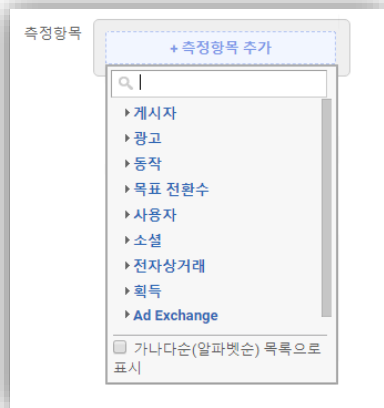 측정항목
+ 측정항목 추가
게시자
광고
동작
목표 전환수
사용자
소셜
전자상거래
획득
Ad Exchange
가나다순(알파벳순) 목록으로
표시